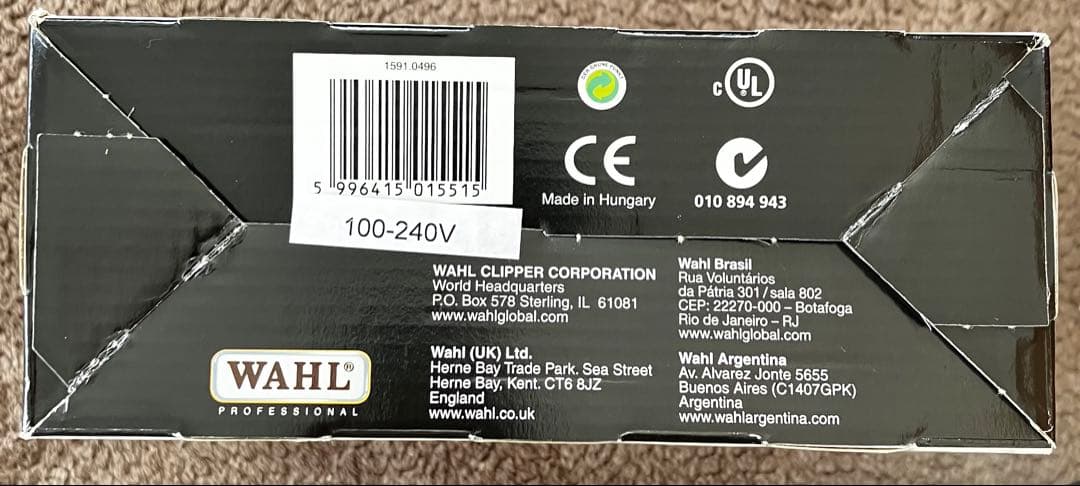 1591.0496
5 996415 015515
100-240V
DER GRÜNE PUNKT
c UL
CE
Made in Hungary
010 894 943
WAHL CLIPPER CORPORATION
World Headquarters
P.O. Box 578 Sterling, IL 61081
www.wahlglobal.com
Wahl (UK) Ltd.
Herne Bay Trade Park. Sea Street
Herne Bay, Kent. CT6 8JZ
England
www.wahl.co.uk
Wahl Brasil
Rua Voluntários
da Pátria 301 / sala 802
CEP: 22270-000 – Botafoga
Rio de Janeiro – RJ
www.wahlglobal.com
Wahl Argentina
Av. Alvarez Jonte 5655
Buenos Aires (C1407GPK)
Argentina
www.wahlargentina.com
WAHL®
PROFESSIONAL